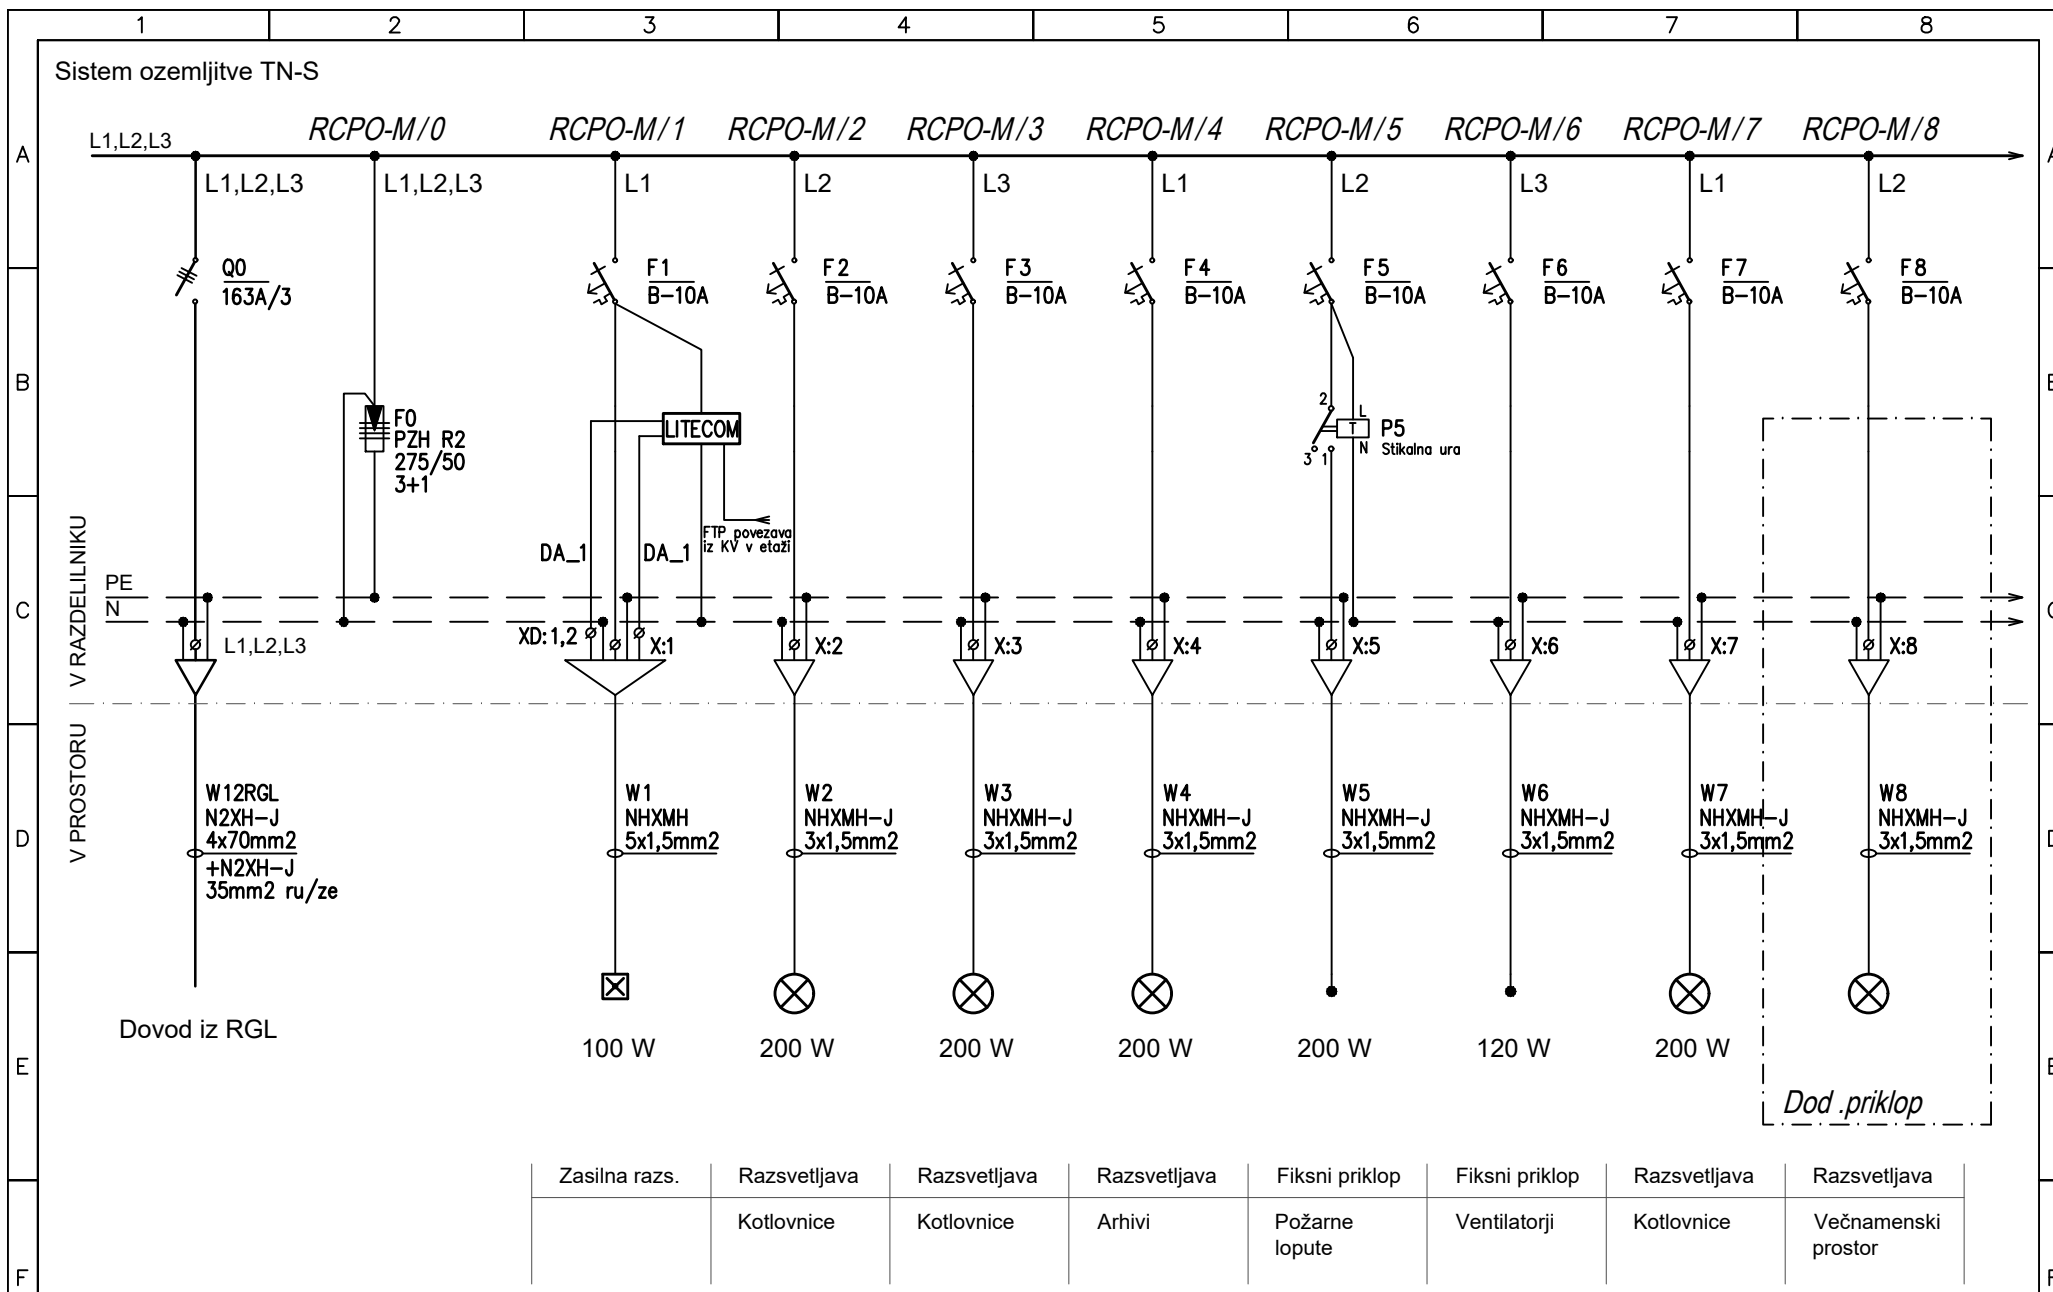 1 2 3 4 5 6 7 8
Sistem ozemljitve TN-S
RCPO-M/0 RCPO-M/1 RCPO-M/2 RCPO-M/3 RCPO-M/4 RCPO-M/5 RCPO-M/6 RCPO-M/7 RCPO-M/8
L1,L2,L3
A A
L1,L2,L3 L1,L2,L3 L1 L2 L3 L1 L2 L3 L1 L2
Q0 F1 F2 F3 F4 F5 F6 F7 F8
163A/3 B-10A B-10A B-10A B-10A B-10A B-10A B-10A B-10A
B
2 L
F0
PZH R2
275/50
3+1
LITECOM
T P5
N Stikalna ura
3 1
FTP povezava
iz KV v etaži
DA_1 DA_1
V RAZDELILNIKU
PE
N
C
L1,L2,L3 XD:1,2 X:1 X:2 X:3 X:4 X:5 X:6 X:7 X:8
V PROSTORU
W12RGL W1 W2 W3 W4 W5 W6 W7 W8
N2XH-J NHXMH NHXMH-J NHXMH-J NHXMH-J NHXMH-J NHXMH-J NHXMH-J NHXMH-J
4x70mm2 5x1,5mm2 3x1,5mm2 3x1,5mm2 3x1,5mm2 3x1,5mm2 3x1,5mm2 3x1,5mm2 3x1,5mm2
D
+N2XH-J
35mm2 ru/ze
Dovod iz RGL
100 W 200 W 200 W 200 W 200 W 120 W 200 W
E
Dod .priklop
Zasilna razs. Razsvetljava Razsvetljava Razsvetljava Fiksni priklop Fiksni priklop Razsvetljava Razsvetljava
Kotlovnice Kotlovnice Arhivi Požarne Ventilatorji Kotlovnice Večnamenski
lopute prostor
F